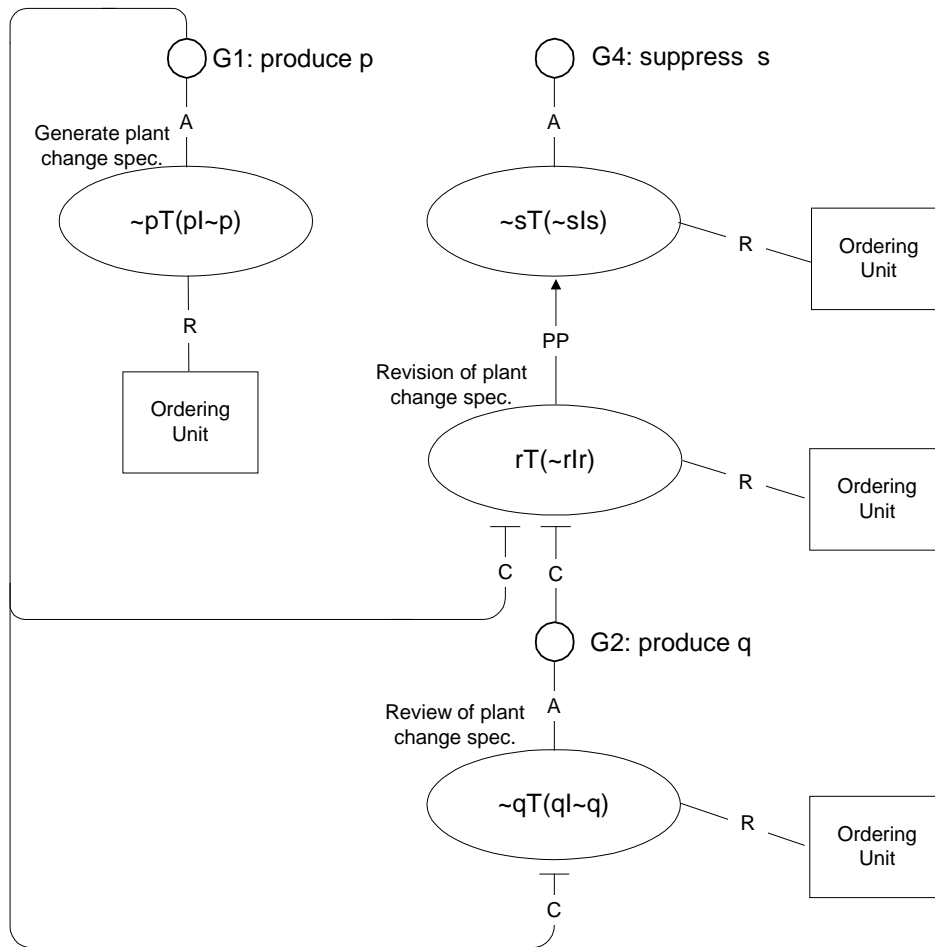 G1: produce p
G4: suppress s
A
A
Generate plant
change spec.
~pT(pI~p)
~sT(~sIs)
R
Ordering
Unit
R
PP
Revision of plant
change spec.
Ordering
Unit
rT(~rIr)
R
Ordering
Unit
C
C
G2: produce q
A
Review of plant
change spec.
~qT(qI~q)
R
Ordering
Unit
C